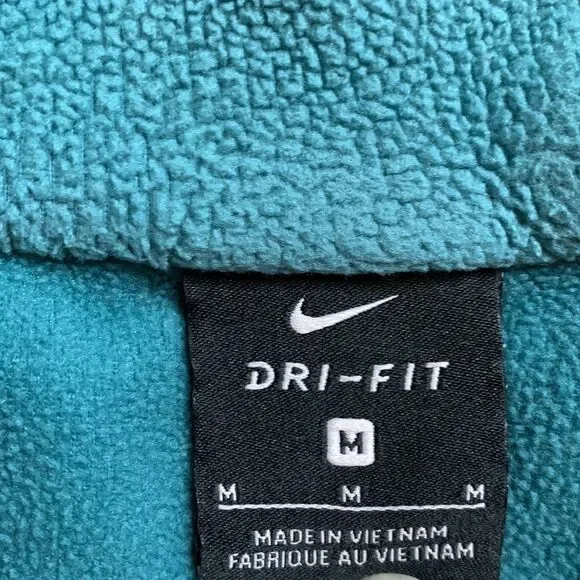 DRI-FIT
M
M M M
MADE IN VIETNAM
FABRIQUE AU VIETNAM